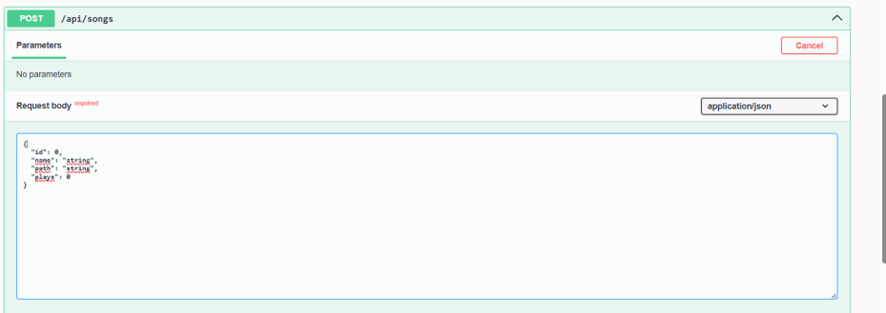 POST /api/songs
Parameters
Cancel
No parameters
Request body required
application/json
{
  "id": 0,
  "name": "string",
  "path": "string",
  "plays": 0
}